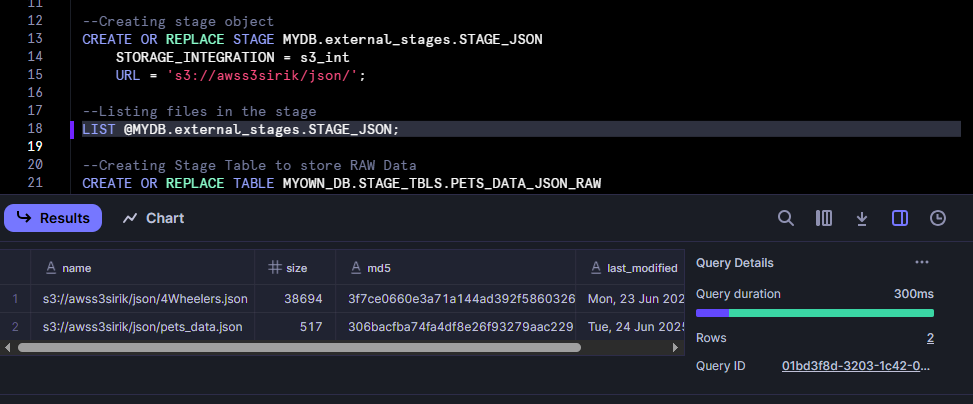 11
12 --Creating stage object
13 CREATE OR REPLACE STAGE MYDB.external_stages.STAGE_JSON
14 STORAGE_INTEGRATION = s3_int
15 URL = 's3://awss3sirik/json/';
16
17 --Listing files in the stage
18 LIST @MYDB.external_stages.STAGE_JSON;
19
20 --Creating Stage Table to store RAW Data
21 CREATE OR REPLACE TABLE MYOWN_DB.STAGE_TBLS.PETS_DATA_JSON_RAW
Results Chart
A name # size A md5 A last_modified
1 s3://awss3sirik/json/4Wheelers.json 38694 3f7ce0660e3a71a144ad392f5860326 Mon, 23 Jun 202
2 s3://awss3sirik/json/pets_data.json 517 306bacfba74fa4df8e26f93279aac229 Tue, 24 Jun 2025
Query Details ...
Query duration 300ms
Rows 2
Query ID 01bd3f8d-3203-1c42-0...